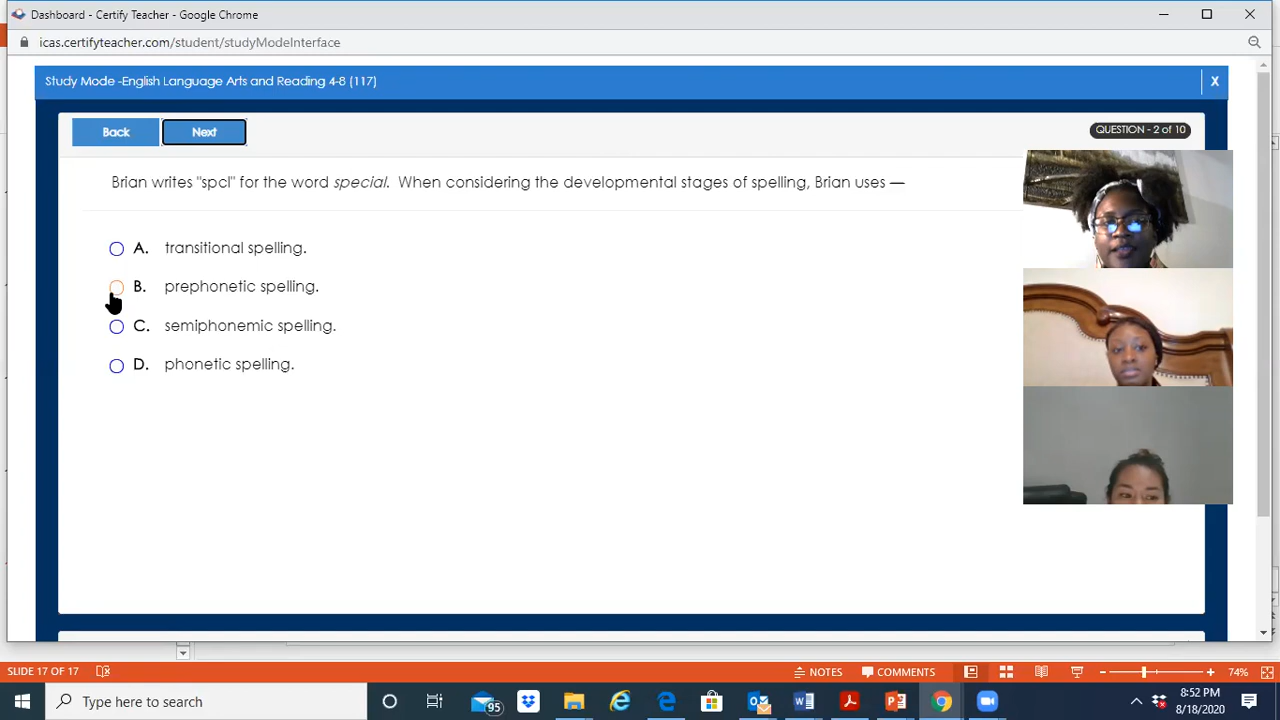 Dashboard - Certify Teacher - Google Chrome
icas.certifyteacher.com/student/studyModeInterface
Study Mode -English Language Arts and Reading 4-8 (117)
X
Back
Next
QUESTION - 2 of 10
Brian writes "spcl" for the word special. When considering the developmental stages of spelling, Brian uses —
A. transitional spelling.
B. prephonetic spelling.
C. semiphonemic spelling.
D. phonetic spelling.
SLIDE 17 OF 17
NOTES
COMMENTS
74%
Type here to search
95
8:52 PM
8/18/2020